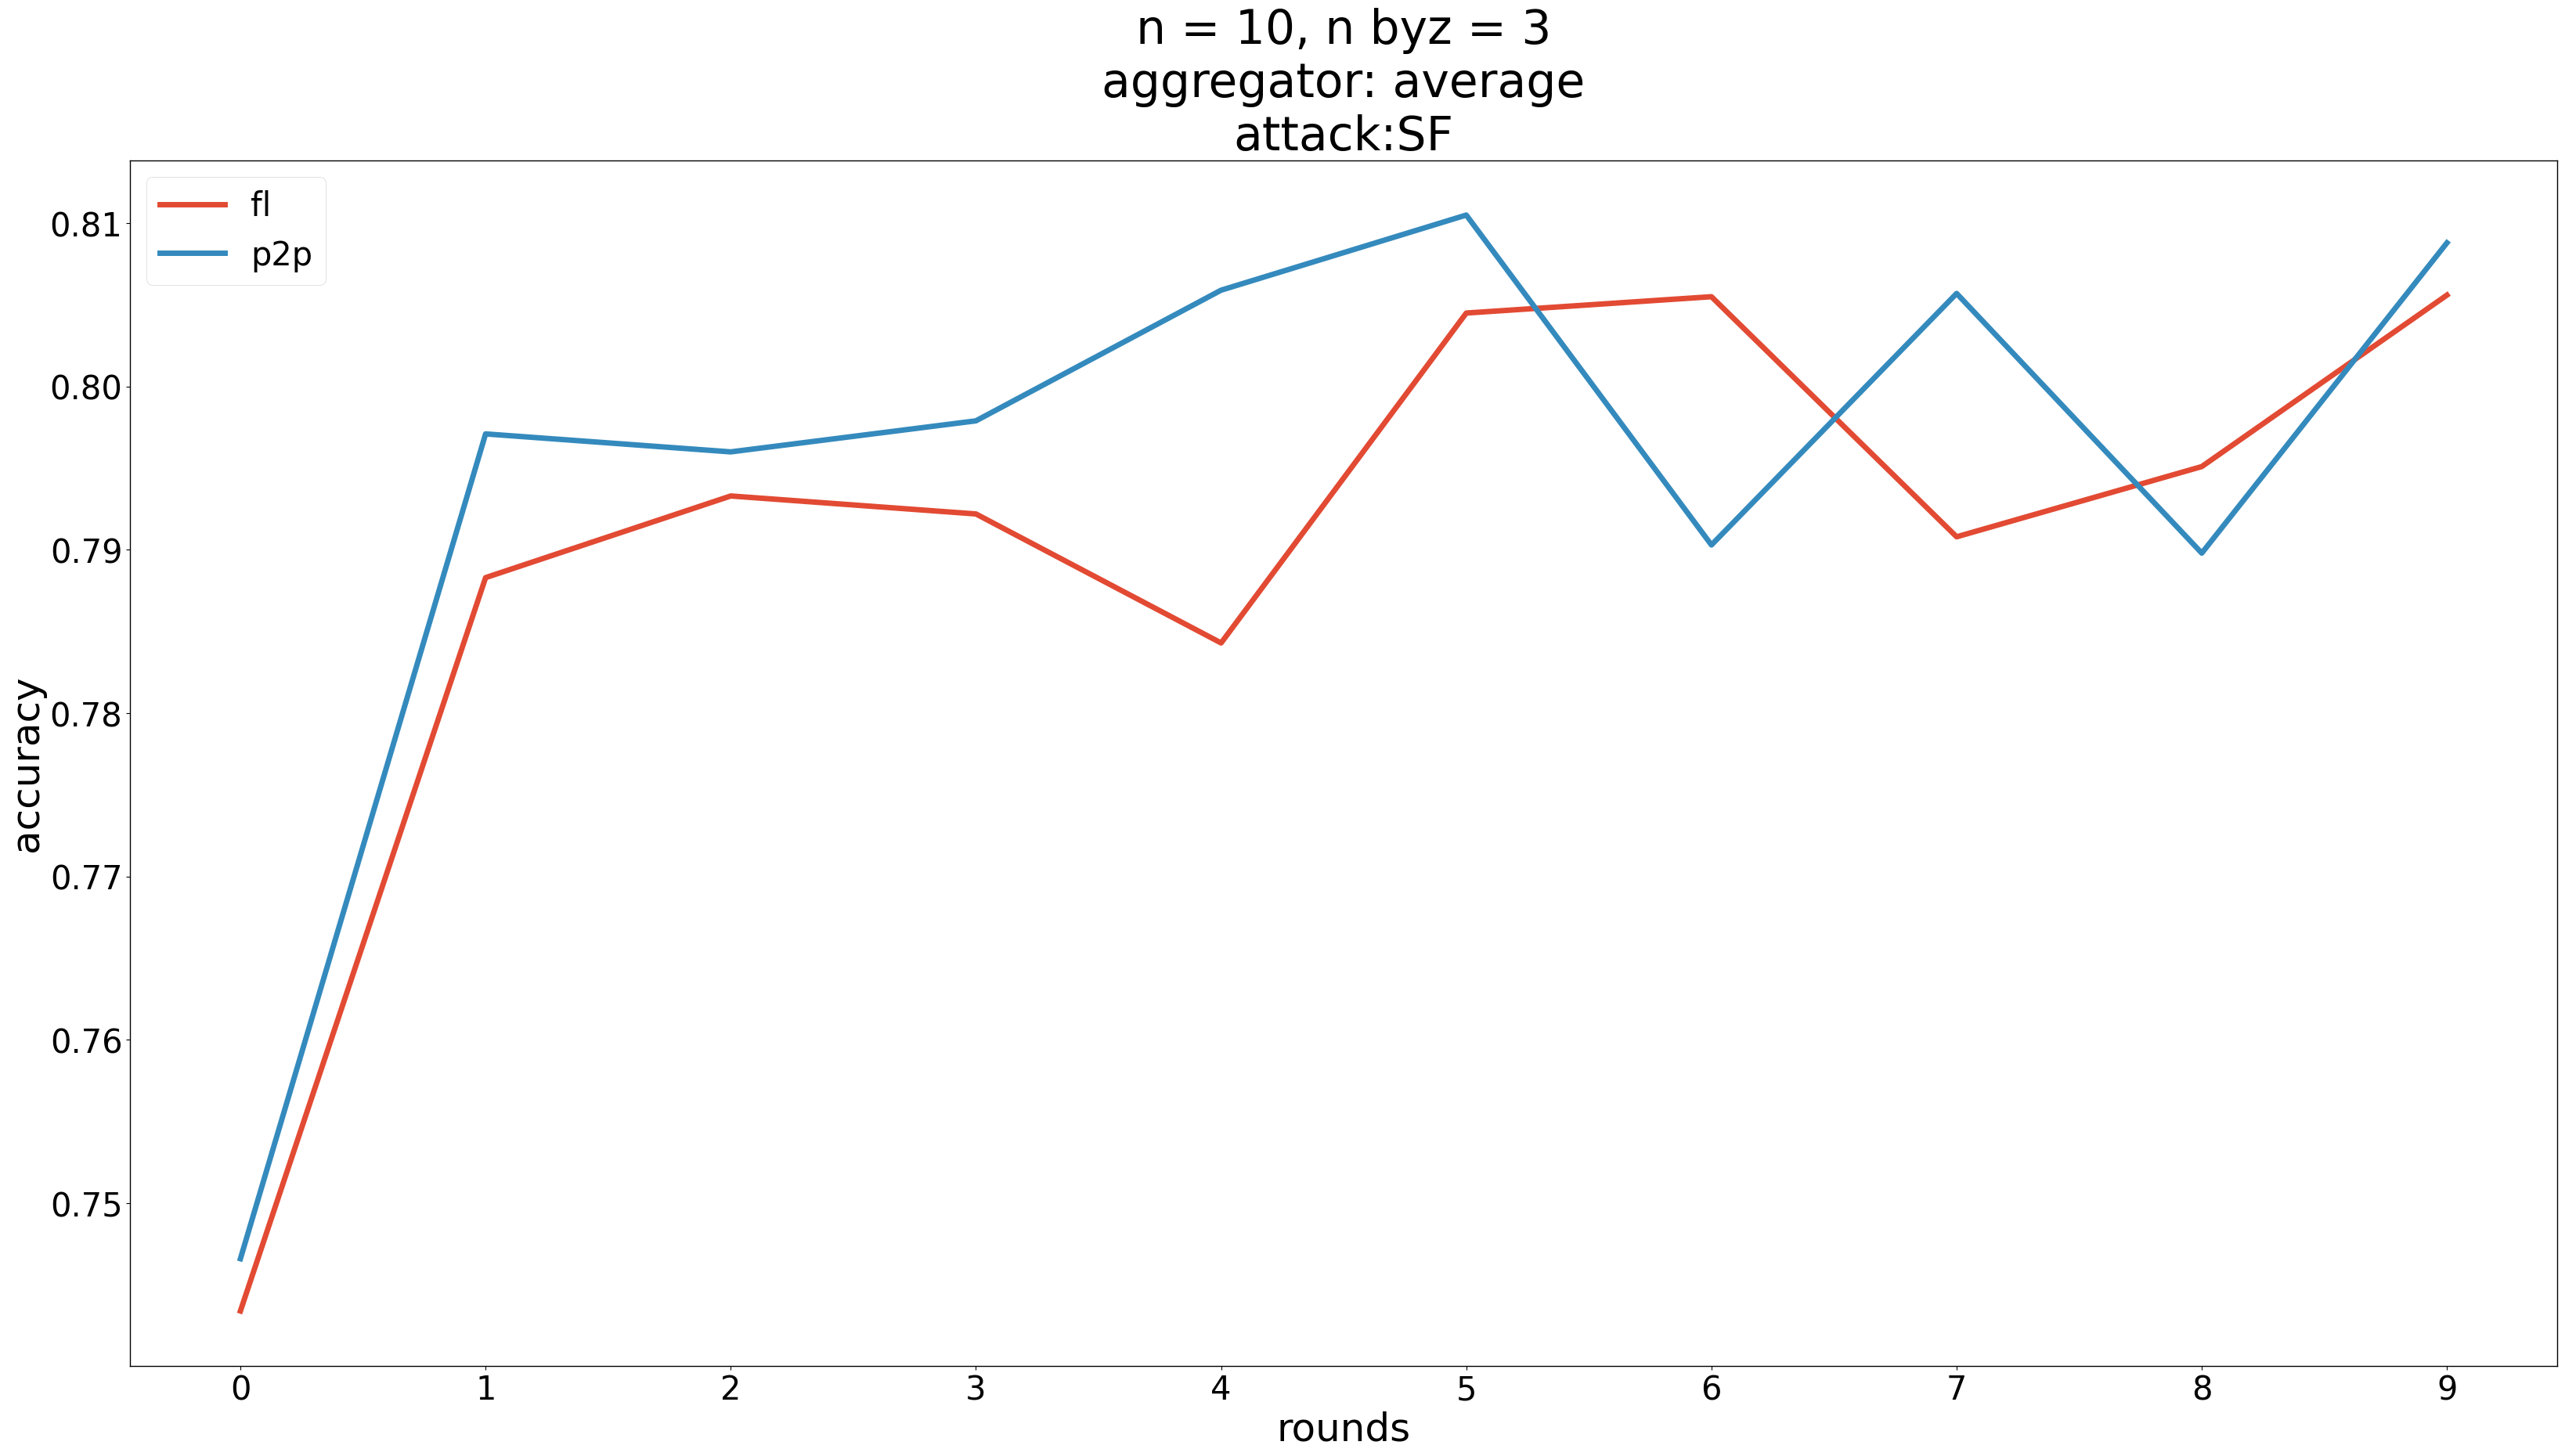 n = 10, n byz = 3
aggregator: average
attack:SF
fl
p2p
0.81
0.80
0.79
0.78
0.77
0.76
0.75
accuracy
0 1 2 3 4 5 6 7 8 9
rounds